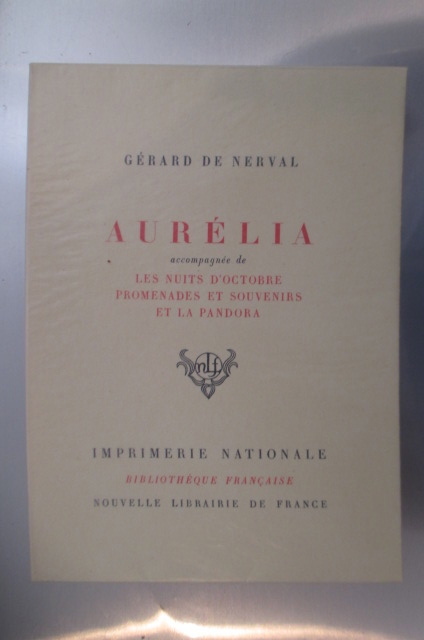 GÉRARD DE NERVAL
AURÉLIA
accompagnée de
LES NUITS D'OCTOBRE
PROMENADES ET SOUVENIRS
ET LA PANDORA
nlf
IMPRIMERIE NATIONALE
BIBLIOTHÈQUE FRANÇAISE
NOUVELLE LIBRAIRIE DE FRANCE